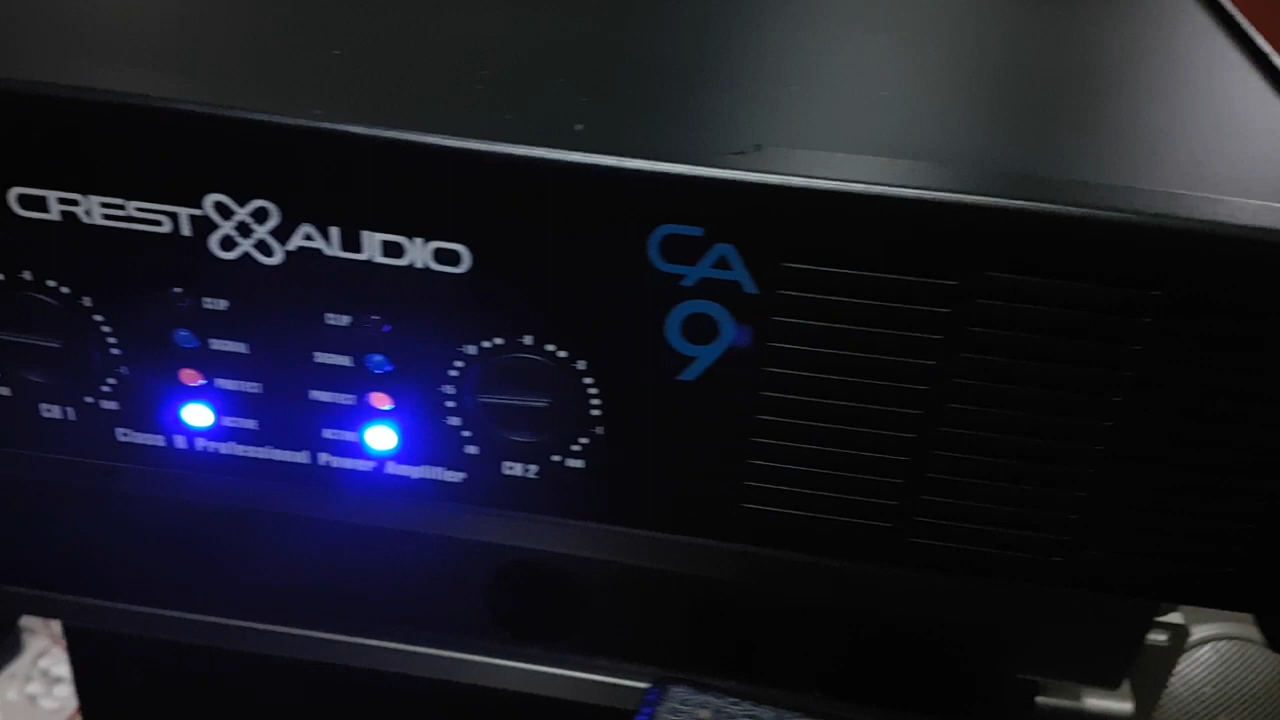 CREST AUDIO
CA
9
CLIP
CLIP
SIGNAL
SIGNAL
PROTECT
PROTECT
ACTIVE
ACTIVE
CH 1
CH 2
Class H Professional Power Amplifier